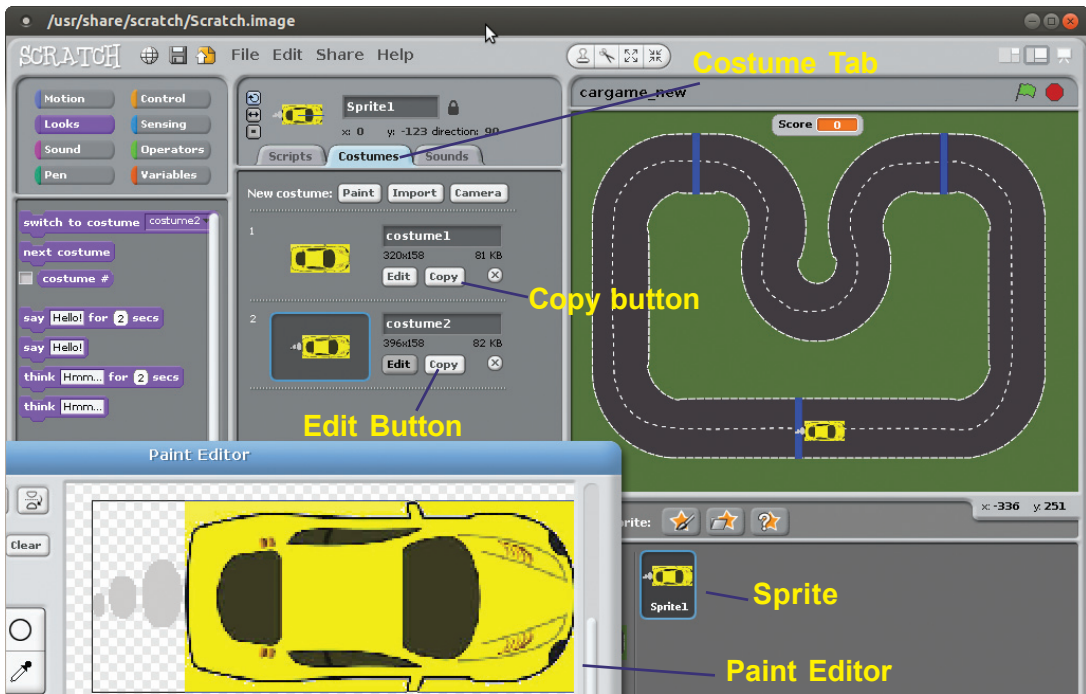 /usr/share/scratch/Scratch.image
SCRATCH File Edit Share Help
Costume Tab
Motion Control
Looks Sensing
Sound Operators
Pen Variables
Sprite1
x: 0 y: -123 direction: 90
Scripts Costumes Sounds
cargame_new
Score 0
New costume: Paint Import Camera
switch to costume costume2
next costume
costume #
say Hello! for 2 secs
say Hello!
think Hmm... for 2 secs
think Hmm...
1
costume1
320x158 81 KB
Edit Copy
Copy button
2
costume2
396x158 82 KB
Edit Copy
Edit Button
Paint Editor
Clear
x: -336 y: 251
rite:
Sprite1
Sprite
Paint Editor